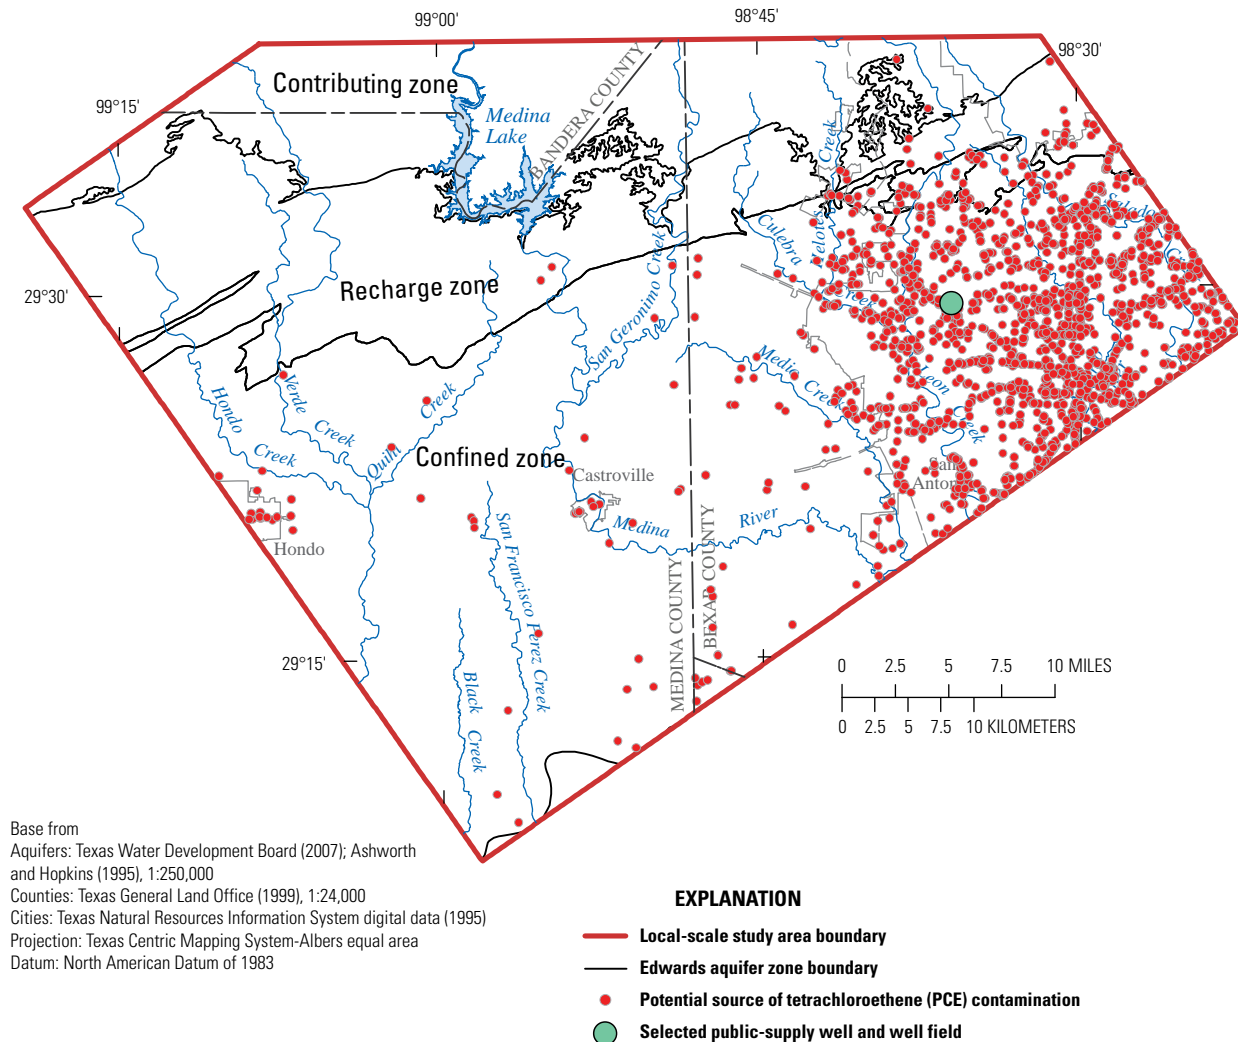 99°00'
98°45'
98°30'
99°15'
29°30'
29°15'
Contributing zone
Medina
Lake
BANDERA COUNTY
Recharge zone
San Geronimo Creek
Culebra
Creek
Helotes
Creek
Salado
Creek
Leon
Creek
Medio Creek
Hondo
Creek
Verde
Creek
Quihi
Creek
Confined zone
Castroville
Medina
River
San
Antonio
Hondo
San Francisco Perez Creek
Black
Creek
MEDINA COUNTY
BEXAR COUNTY
0 2.5 5 7.5 10 MILES
0 2.5 5 7.5 10 KILOMETERS
Base from
Aquifers: Texas Water Development Board (2007); Ashworth
and Hopkins (1995), 1:250,000
Counties: Texas General Land Office (1999), 1:24,000
Cities: Texas Natural Resources Information System digital data (1995)
Projection: Texas Centric Mapping System-Albers equal area
Datum: North American Datum of 1983
EXPLANATION
Local-scale study area boundary
Edwards aquifer zone boundary
Potential source of tetrachloroethene (PCE) contamination
Selected public-supply well and well field